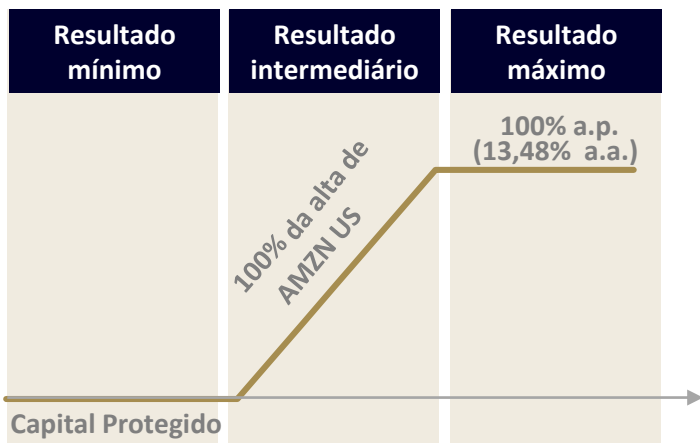 Resultado
mínimo
Resultado
intermediário
Resultado
máximo
100% a.p.
(13,48% a.a.)
100% da alta de
AMZN US
Capital Protegido